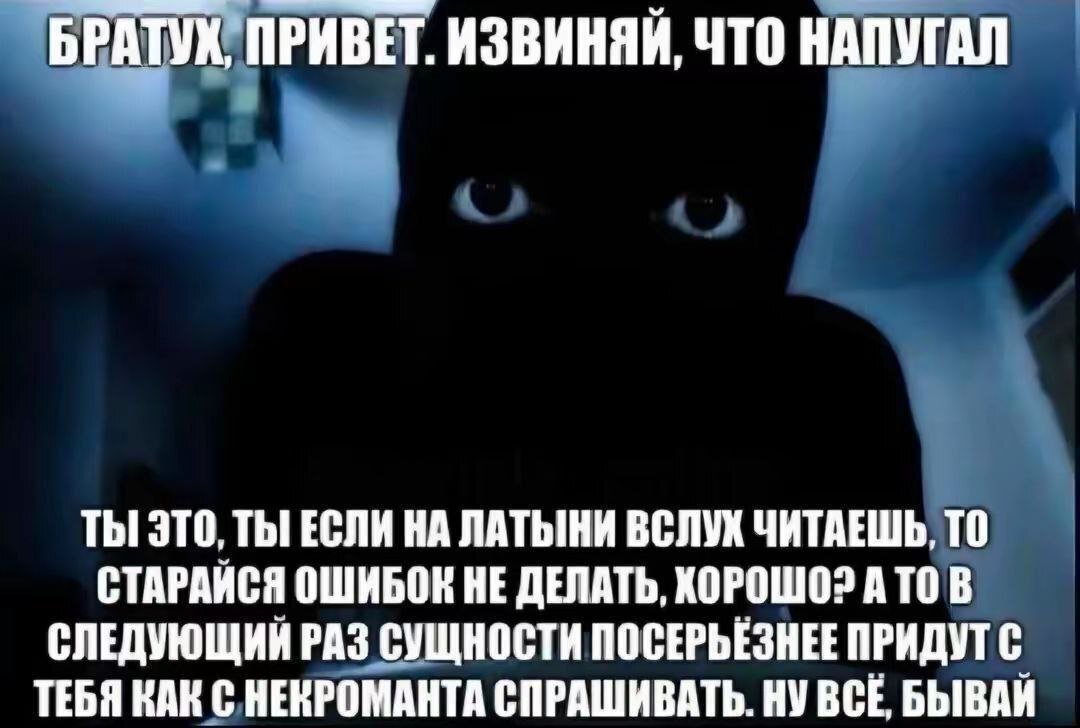 БРАТУХ, ПРИВЕТ. ИЗВИНЯЙ, ЧТО НАПУГАЛ
ТЫ ЭТО, ТЫ ЕСЛИ НА ЛАТЫНИ ВСЛУХ ЧИТАЕШЬ, ТО
СТАРАЙСЯ ОШИБОК НЕ ДЕЛАТЬ, ХОРОШО? А ТО В
СЛЕДУЮЩИЙ РАЗ СУЩНОСТИ ПОСЕРЬЁЗНЕЕ ПРИДУТ С
ТЕБЯ КАК С НЕКРОМАНТА СПРАШИВАТЬ. НУ ВСЁ, БЫВАЙ